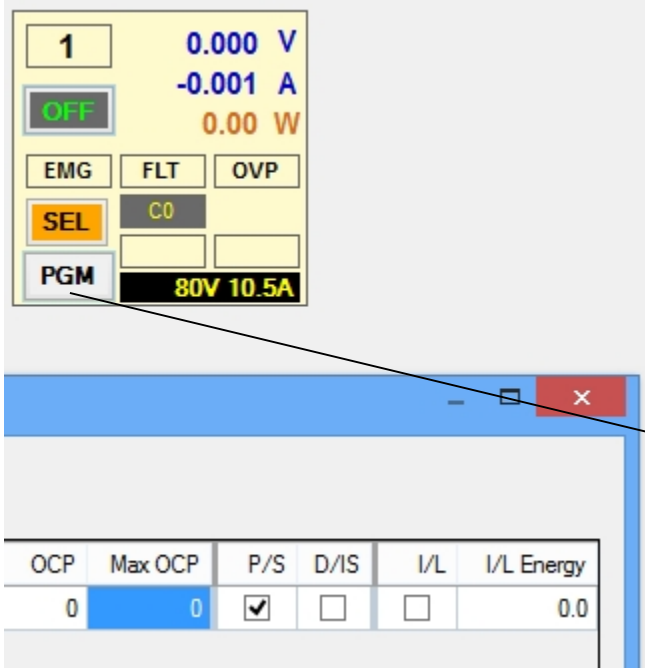 1 0.000 V
OFF -0.001 A
0.00 W
EMG FLT OVP
SEL C0
PGM 80V 10.5A
OCP Max OCP P/S D/IS I/L I/L Energy
0 0 0.0